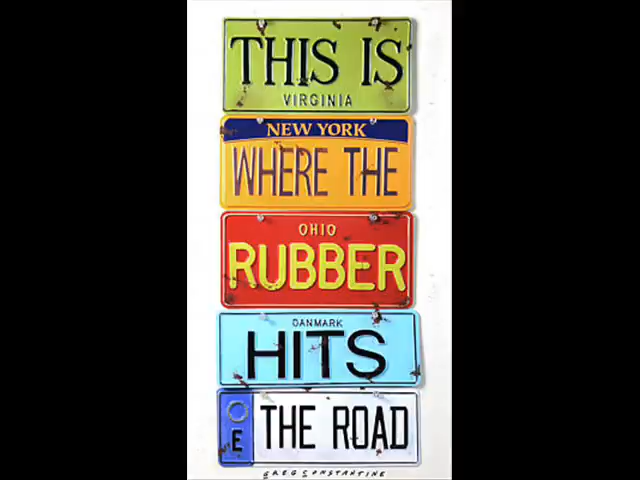 THIS IS
VIRGINIA
NEW YORK
WHERE THE
OHIO
RUBBER
DANMARK
HITS
E
THE ROAD
GREG CONSTANTINE